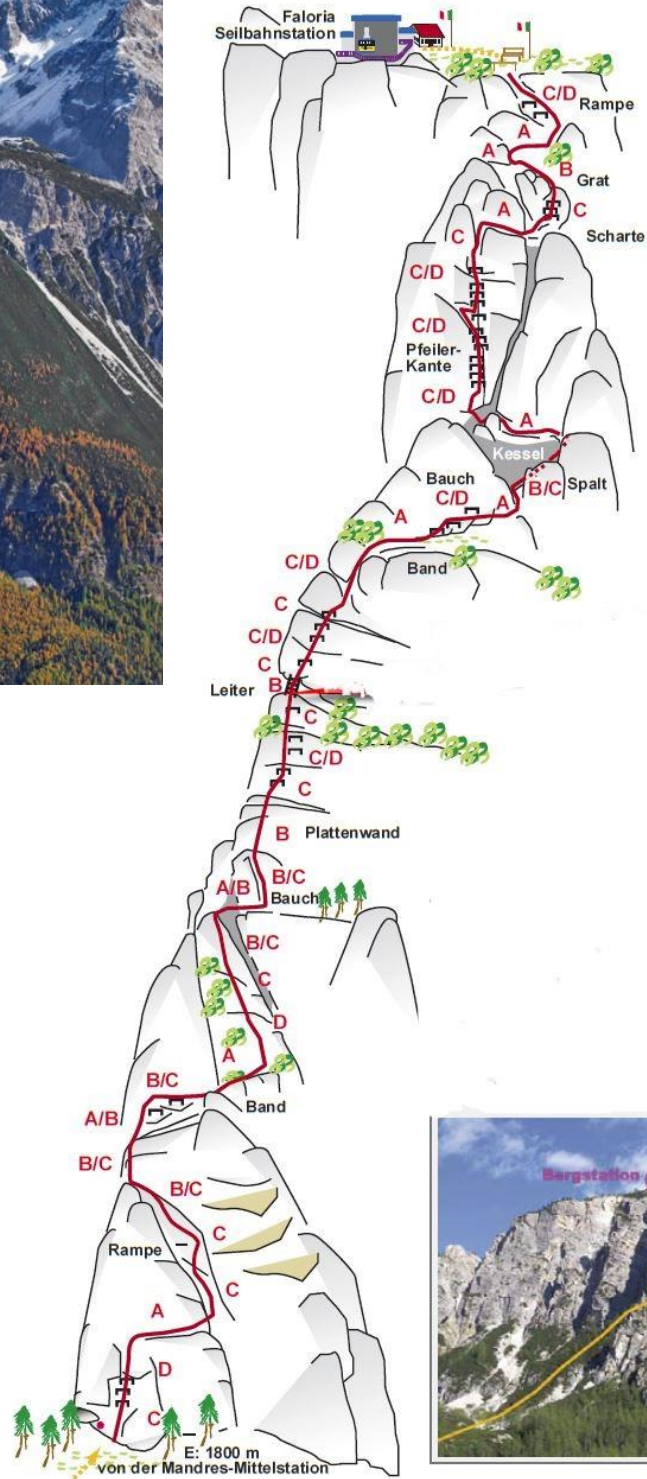 Faloria
Seilbahnstation
C/D
Rampe
A
A
B
Grat
A
C
C
Scharte
C/D
C/D
Pfeiler-
Kante
C/D
A
Kessel
Bauch
C/D
A
B/C
Spalt
A
Band
C/D
C
C/D
C
B
Leiter
C
C/D
C
B
Plattenwand
B/C
A/B
Bauch
B/C
C
D
A
B/C
Band
A/B
B/C
B/C
C
Rampe
C
A
D
C
E: 1800 m
von der Mandres-Mittelstation
Bergstation